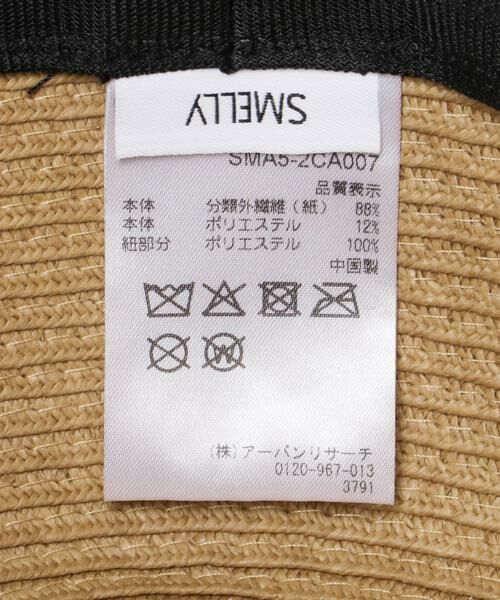 SMELLY
SMA5-2CA007
品質表示
本体 分類外繊維(紙) 88%
本体 ポリエステル 12%
紐部分 ポリエステル 100%
中国製
W
(株)アーバンリサーチ
0120-967-013
3791